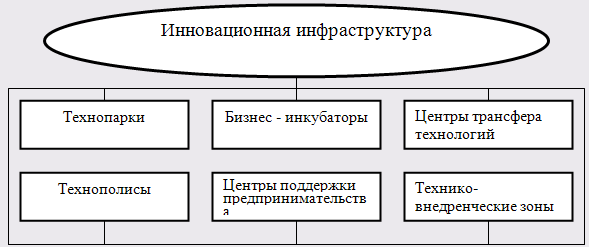 Инновационная инфраструктура
Технопарки
Бизнес - инкубаторы
Центры трансфера
технологий
Технополисы
Центры поддержки
предпринимательств
а
Технико-
внедренческие зоны